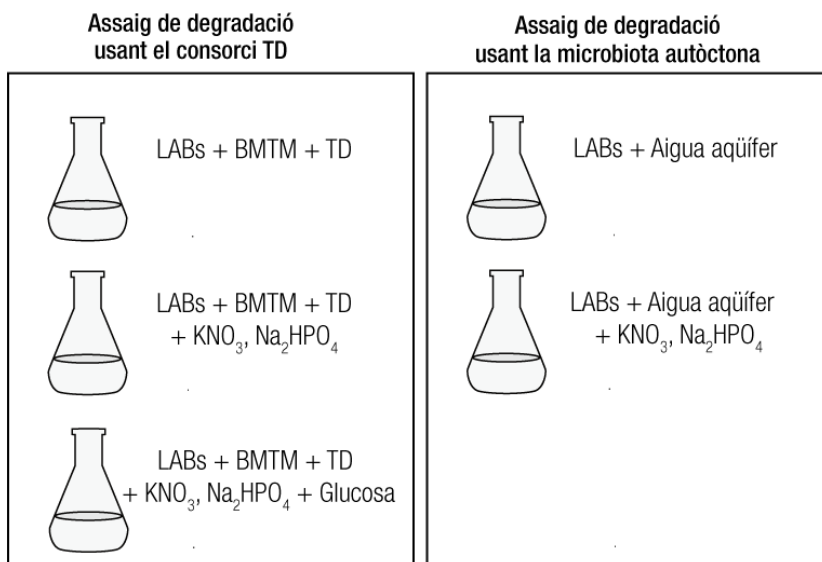 Assaig de degradació
usant el consorci TD
LABs + BMTM + TD
LABs + BMTM + TD
+ KNO₃, Na₂HPO₄
LABs + BMTM + TD
+ KNO₃, Na₂HPO₄ + Glucosa
Assaig de degradació
usant la microbiota autòctona
LABs + Aigua aqüífer
LABs + Aigua aqüífer
+ KNO₃, Na₂HPO₄